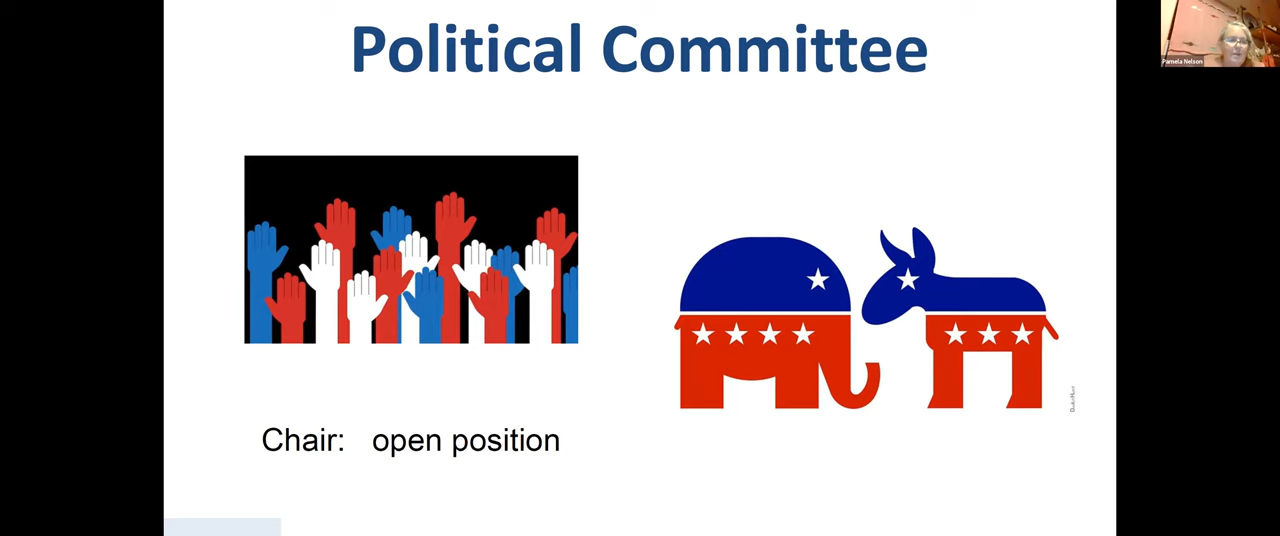 Political Committee
Pamela Nelson
Chair: open position